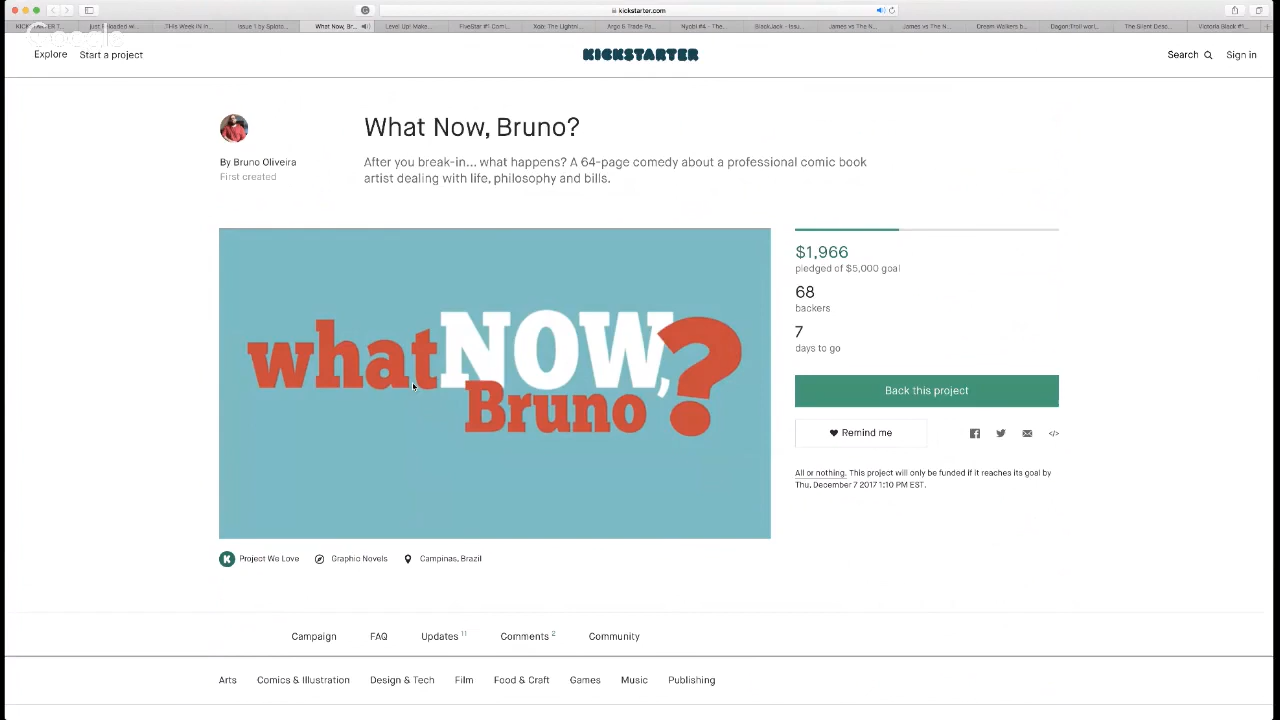 kickstarter.com
What Now, Br...
Google
Explore
Start a project
KICKSTARTER
Search
Sign in
What Now, Bruno?
By Bruno Oliveira
First created
After you break-in... what happens? A 64-page comedy about a professional comic book
artist dealing with life, philosophy and bills.
what NOW,
Bruno?
$1,966
pledged of $5,000 goal
68
backers
7
days to go
Back this project
Remind me
</>
All or nothing. This project will only be funded if it reaches its goal by
Thu, December 7 2017 1:10 PM EST.
K Project We Love
Graphic Novels
Campinas, Brazil
Campaign
FAQ
Updates 11
Comments 2
Community
Arts
Comics & Illustration
Design & Tech
Film
Food & Craft
Games
Music
Publishing